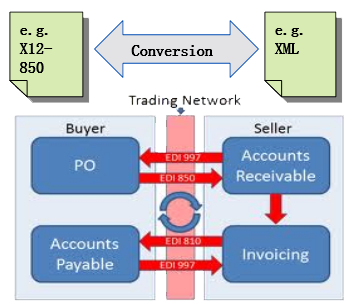 e.g.
X12-
850
Conversion
e.g.
XML
Trading Network
Buyer
Seller
PO
EDI 997
EDI 850
Accounts
Receivable
Accounts
Payable
EDI 810
EDI 997
Invoicing